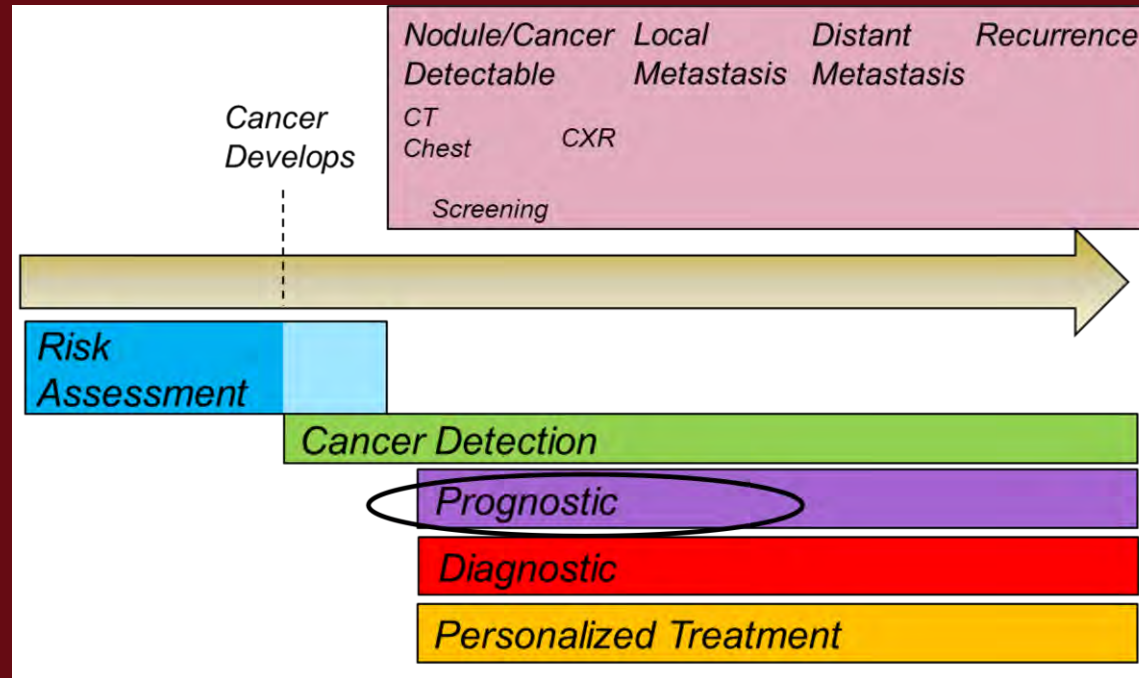 Nodule/Cancer Local Distant Recurrence
Detectable Metastasis Metastasis
Cancer
Develops
CT
Chest
CXR
Screening
Risk
Assessment
Cancer Detection
Prognostic
Diagnostic
Personalized Treatment